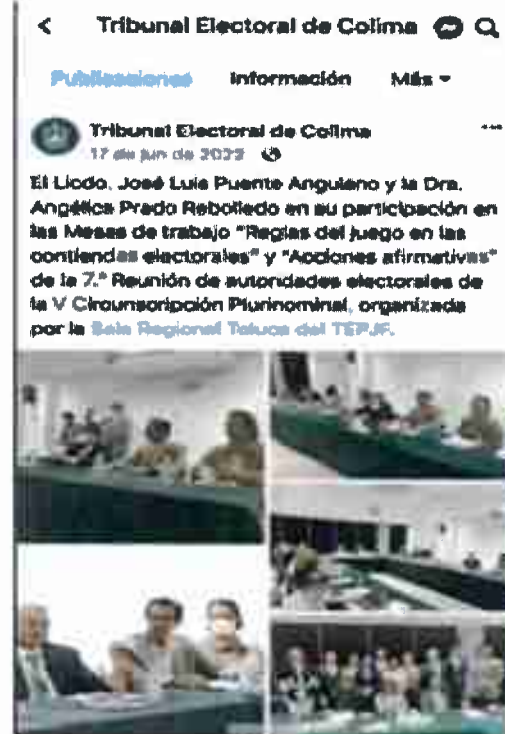 Tribunal Electoral de Colima
Publicaciones Información Más
Tribunal Electoral de Colima
17 de jun de 2022
El Licdo. José Luis Puente Anguiano y la Dra.
Angélica Prado Rebolledo en su participación en
las Mesas de trabajo "Reglas del juego en las
contiendas electorales" y "Acciones afirmativas"
de la 7.ª Reunión de autoridades electorales de
la V Circunscripción Plurinominal, organizada
por la Sala Regional Toluca del TEPJF.